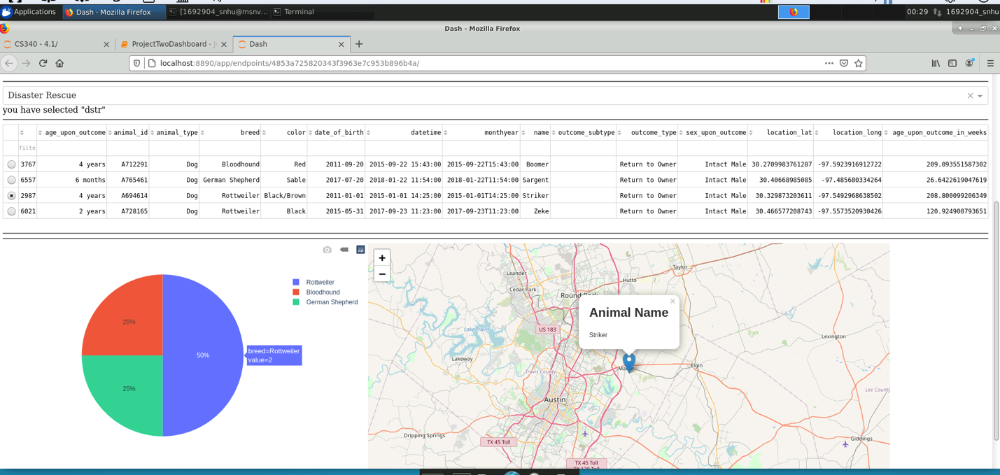 Applications Dash - Mozilla Firefox [1692904_snhu@msnv... Terminal 00:29 1692904_snhu
Dash - Mozilla Firefox
CS340 - 4.1/ ProjectTwoDashboard - Dash
localhost:8890/app/endpoints/4853a725820343f3963e7c953b896b4a/
Disaster Rescue
you have selected "dstr"
age_upon_outcome animal_id animal_type breed color date_of_birth datetime monthyear name outcome_subtype outcome_type sex_upon_outcome location_lat location_long age_upon_outcome_in_weeks
filte
3767 4 years A712291 Dog Bloodhound Red 2011-09-20 2015-09-22 15:43:00 2015-09-22T15:43:00 Boomer Return to Owner Intact Male 30.2709983761287 -97.5923916912722 209.093551587302
6557 6 months A765461 Dog German Shepherd Sable 2017-07-20 2018-01-22 11:54:00 2018-01-22T11:54:00 Sargent Return to Owner Intact Male 30.40668985085 -97.485680334264 26.6422619047619
2987 4 years A694614 Dog Rottweiler Black/Brown 2011-01-01 2015-01-01 14:25:00 2015-01-01T14:25:00 Striker Return to Owner Intact Male 30.329873203611 -97.5492968638502 208.800099206349
6021 2 years A728165 Dog Rottweiler Black 2015-05-31 2017-09-23 11:23:00 2017-09-23T11:23:00 Zeke Return to Owner Intact Male 30.466577208743 -97.5573520930426 120.924900793651
Rottweiler
Bloodhound
German Shepherd
25%
50%
25%
breed=Rottweiler
value=2
+
−
Leander
Taylor
Hutto
Cedar Park
Round Rock
Animal Name
Striker
US 183
Lake Travis
Lexington
Lakeway
Elgin
Travis County
Lee County
Austin
Dripping Springs
TX 45 Toll
Giddings
TX 45 Toll
TX 130 Toll